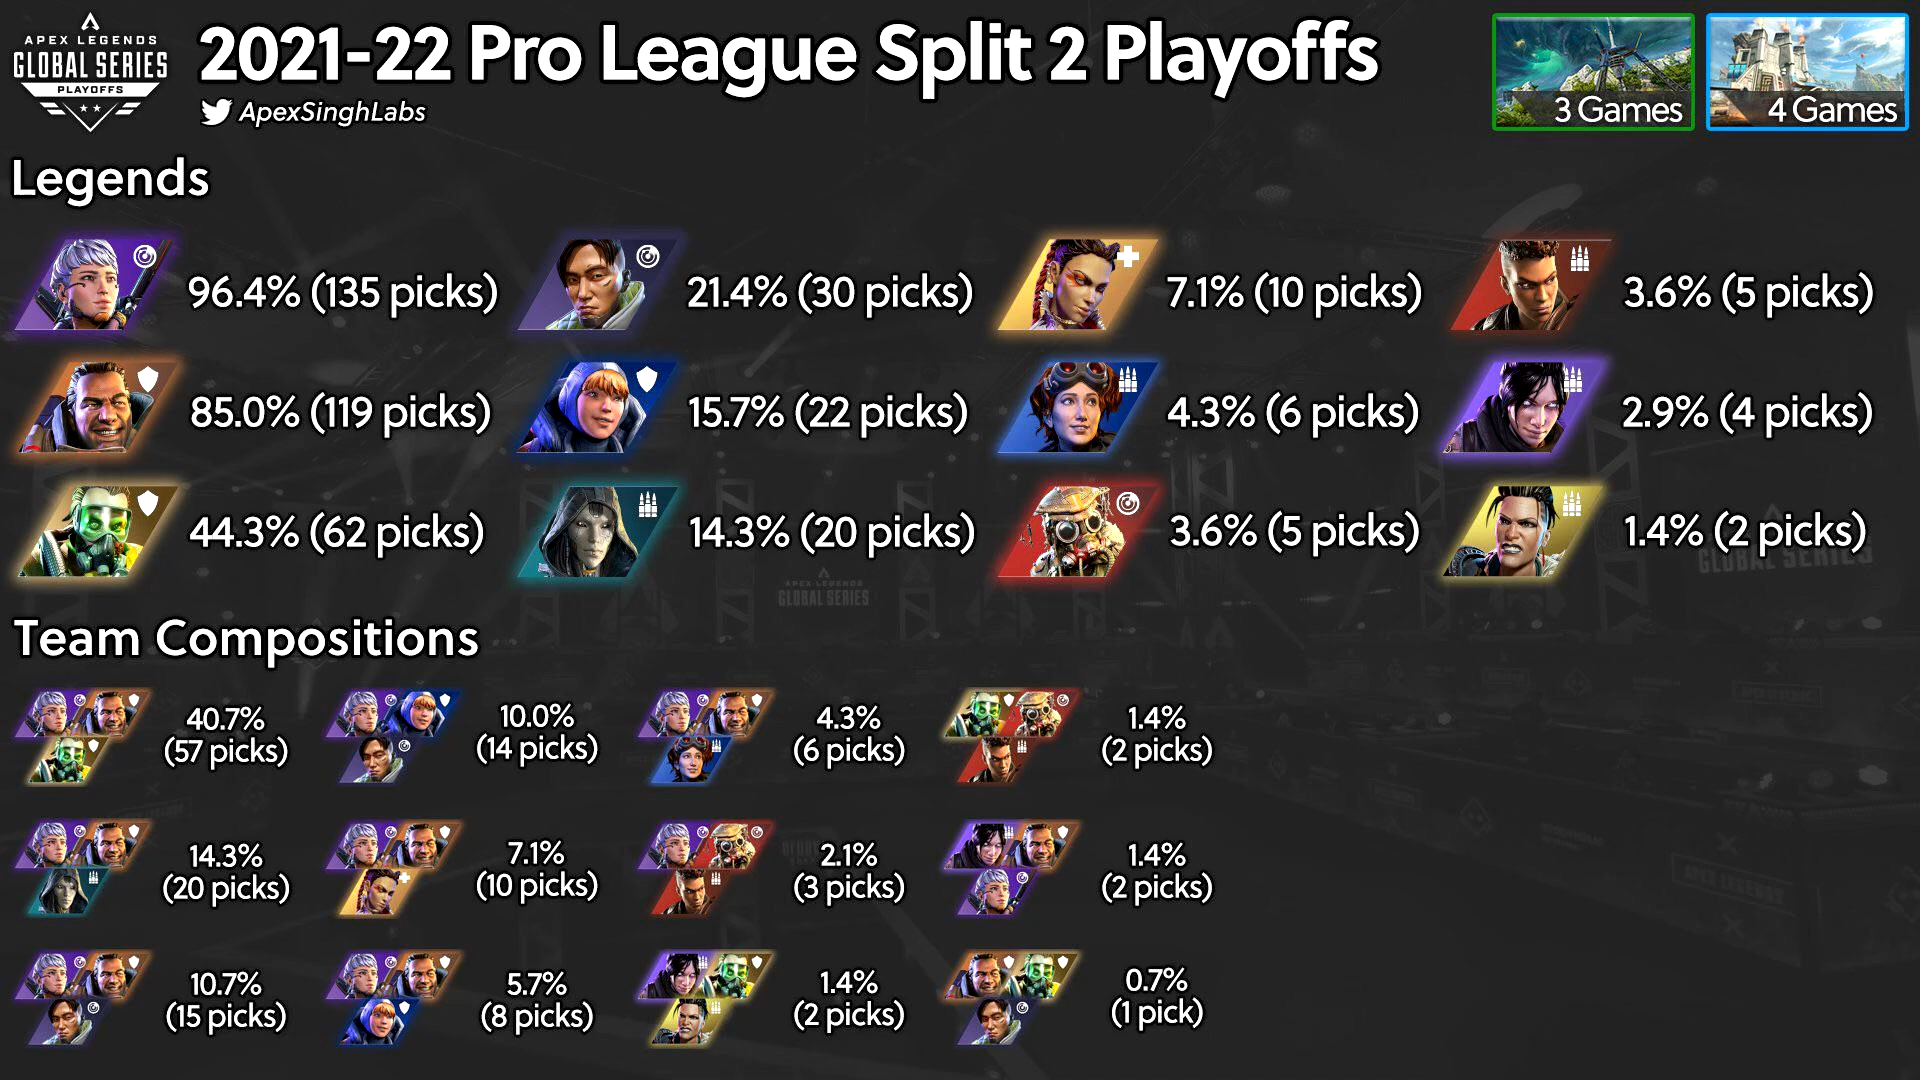 APEX LEGENDS
GLOBAL SERIES
PLAYOFFS
2021-22 Pro League Split 2 Playoffs
ApexSinghLabs
3 Games
4 Games
Legends
96.4% (135 picks)
21.4% (30 picks)
7.1% (10 picks)
3.6% (5 picks)
85.0% (119 picks)
15.7% (22 picks)
4.3% (6 picks)
2.9% (4 picks)
44.3% (62 picks)
14.3% (20 picks)
3.6% (5 picks)
1.4% (2 picks)
GLOBAL SERIES
APEX LEGENDS
GLOBAL SERIES
Team Compositions
40.7%
(57 picks)
10.0%
(14 picks)
4.3%
(6 picks)
1.4%
(2 picks)
14.3%
(20 picks)
7.1%
(10 picks)
2.1%
(3 picks)
1.4%
(2 picks)
10.7%
(15 picks)
5.7%
(8 picks)
1.4%
(2 picks)
0.7%
(1 pick)